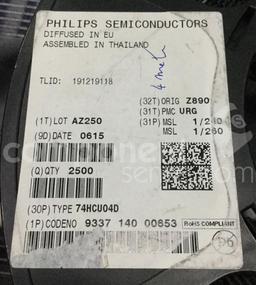 PHILIPS SEMICONDUCTORS
DIFFUSED IN EU
ASSEMBLED IN THAILAND
TLID: 191219118
(32T) ORIG Z890
(31T) PMC URG
(1T) LOT AZ250
(31P) MSL 1/240
MSL 1/260
(9D) DATE 0615
(Q) QTY 2500
(30P) TYPE 74HCU04D
(1P) CODENO 9337 140 00653
RoHS COMPLIANT